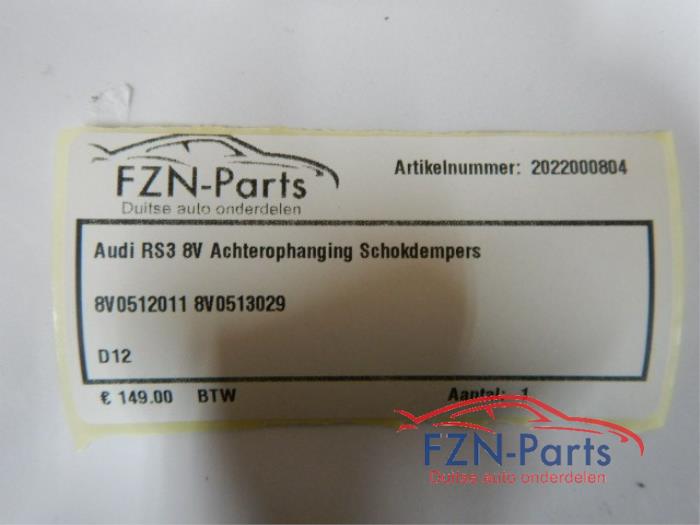 FZN-Parts
Duitse auto onderdelen
Artikelnummer: 2022000804
Audi RS3 8V Achterophanging Schokdempers
8V0512011 8V0513029
D12
€ 149.00 BTW Aantal: 1
FZN-Parts
Duitse auto onderdelen